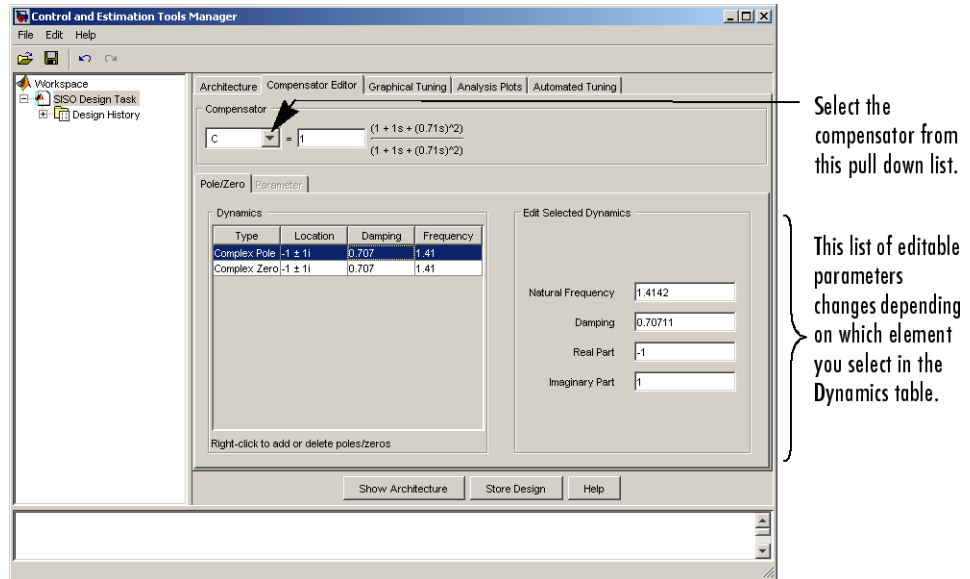 Control and Estimation Tools Manager
File Edit Help
Workspace
SISO Design Task
Design History
Architecture Compensator Editor Graphical Tuning Analysis Plots Automated Tuning
Compensator
C = 1
(1 + 1s + (0.71s)^2)
(1 + 1s + (0.71s)^2)
Pole/Zero Parameter
Dynamics
Type Location Damping Frequency
Complex Pole -1 ± 1i 0.707 1.41
Complex Zero -1 ± 1i 0.707 1.41
Right-click to add or delete poles/zeros
Edit Selected Dynamics
Natural Frequency 1.4142
Damping 0.70711
Real Part -1
Imaginary Part 1
Show Architecture Store Design Help
Select the
compensator from
this pull down list.
This list of editable
parameters
changes depending
on which element
you select in the
Dynamics table.